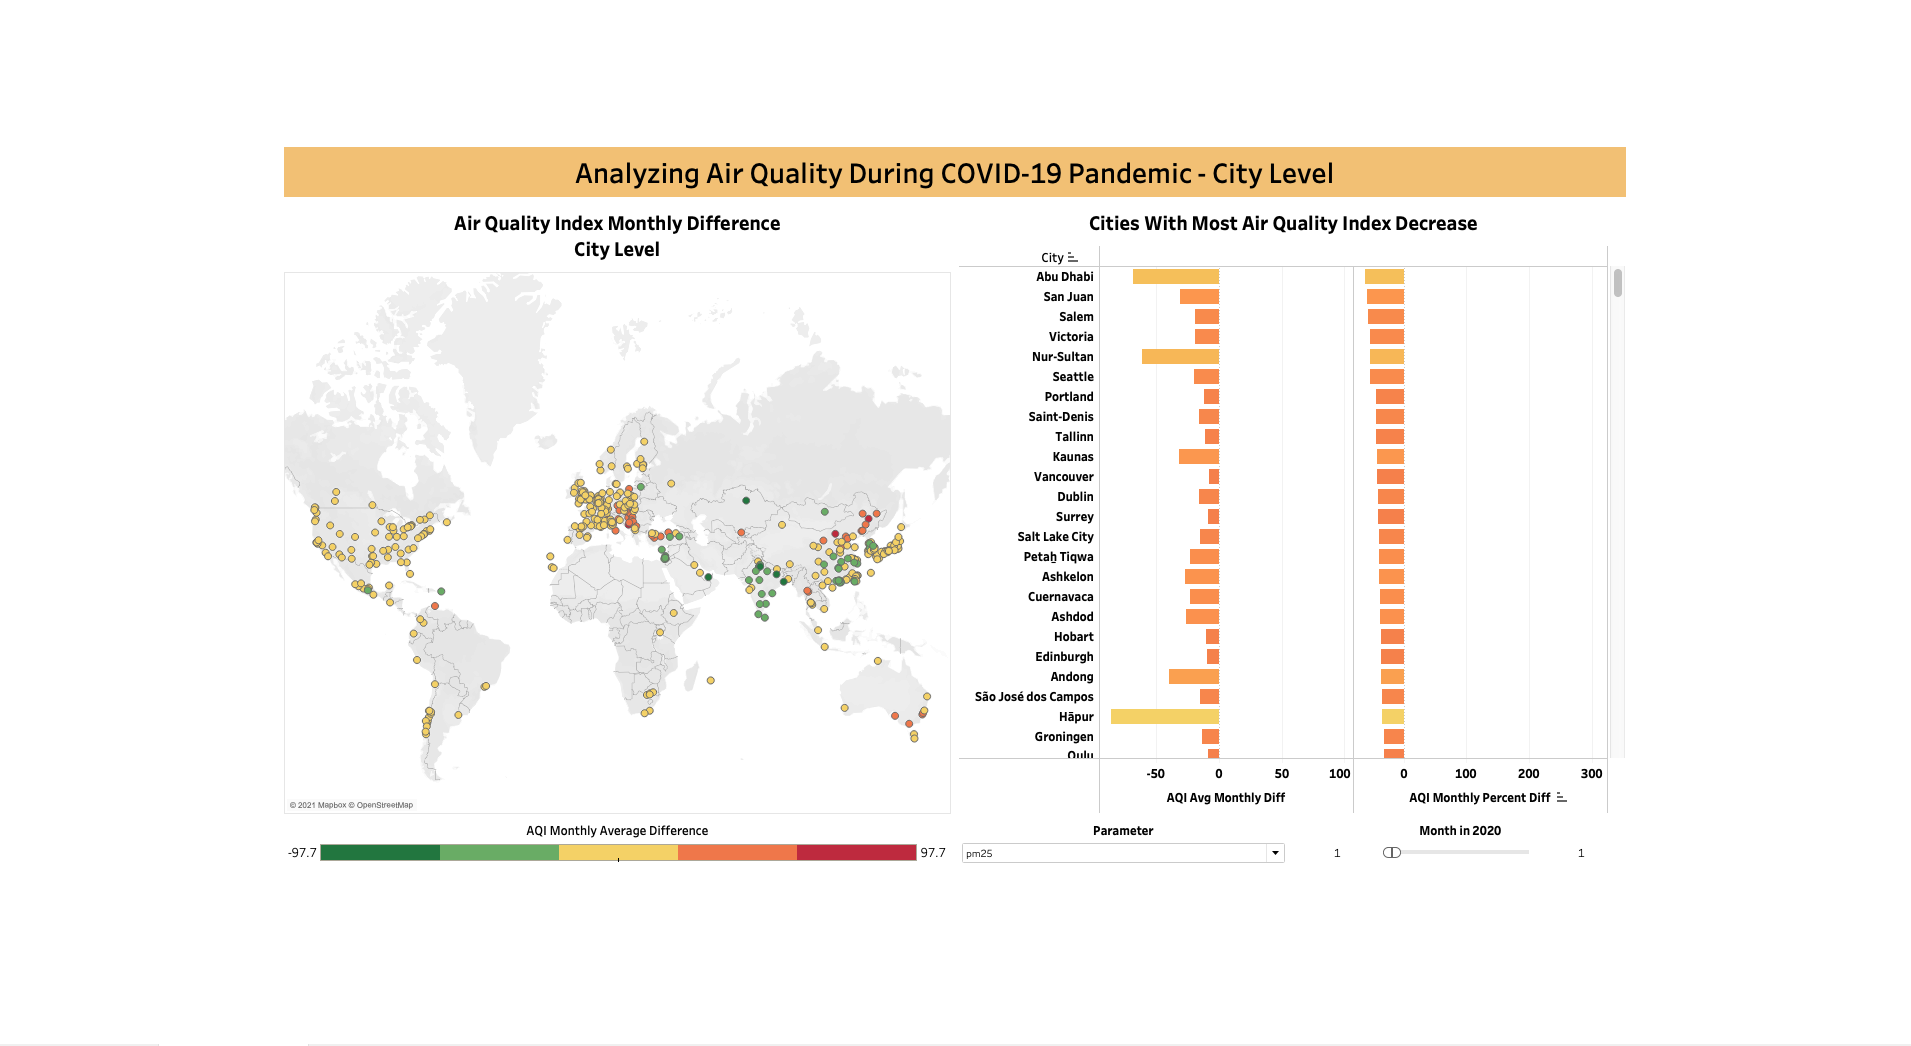 Analyzing Air Quality During COVID-19 Pandemic - City Level
Air Quality Index Monthly Difference
City Level
© 2021 Mapbox © OpenStreetMap
AQI Monthly Average Difference
-97.7
97.7
Cities With Most Air Quality Index Decrease
City
Abu Dhabi
San Juan
Salem
Victoria
Nur-Sultan
Seattle
Portland
Saint-Denis
Tallinn
Kaunas
Vancouver
Dublin
Surrey
Salt Lake City
Petaẖ Tiqwa
Ashkelon
Cuernavaca
Ashdod
Hobart
Edinburgh
Andong
São José dos Campos
Hāpur
Groningen
Oulu
-50 0 50 100 0 100 200 300
AQI Avg Monthly Diff AQI Monthly Percent Diff
Parameter
pm25
Month in 2020
1 1